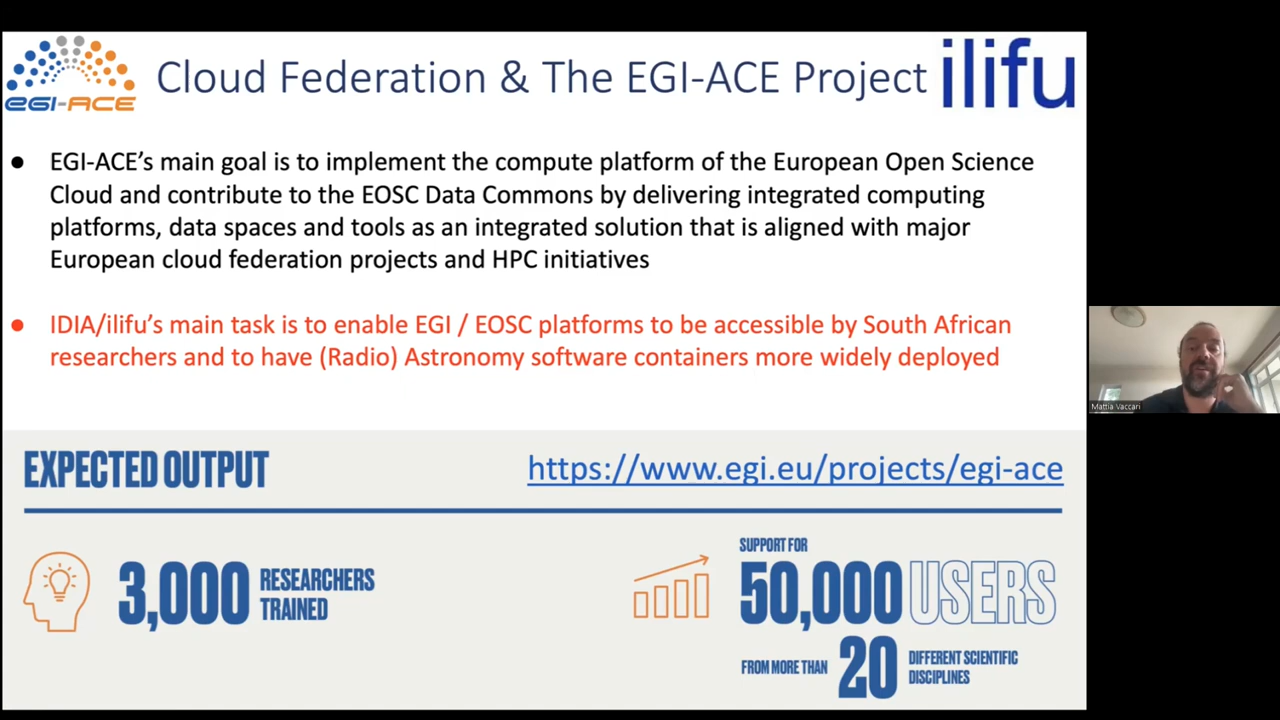 EGI-ACE
Cloud Federation & The EGI-ACE Project
ilifu
● EGI-ACE’s main goal is to implement the compute platform of the European Open Science
Cloud and contribute to the EOSC Data Commons by delivering integrated computing
platforms, data spaces and tools as an integrated solution that is aligned with major
European cloud federation projects and HPC initiatives
● IDIA/ilifu’s main task is to enable EGI / EOSC platforms to be accessible by South African
researchers and to have (Radio) Astronomy software containers more widely deployed
Mattia Vaccari
EXPECTED OUTPUT
https://www.egi.eu/projects/egi-ace
3,000 RESEARCHERS
TRAINED
SUPPORT FOR
50,000 USERS
FROM MORE THAN 20 DIFFERENT SCIENTIFIC
DISCIPLINES